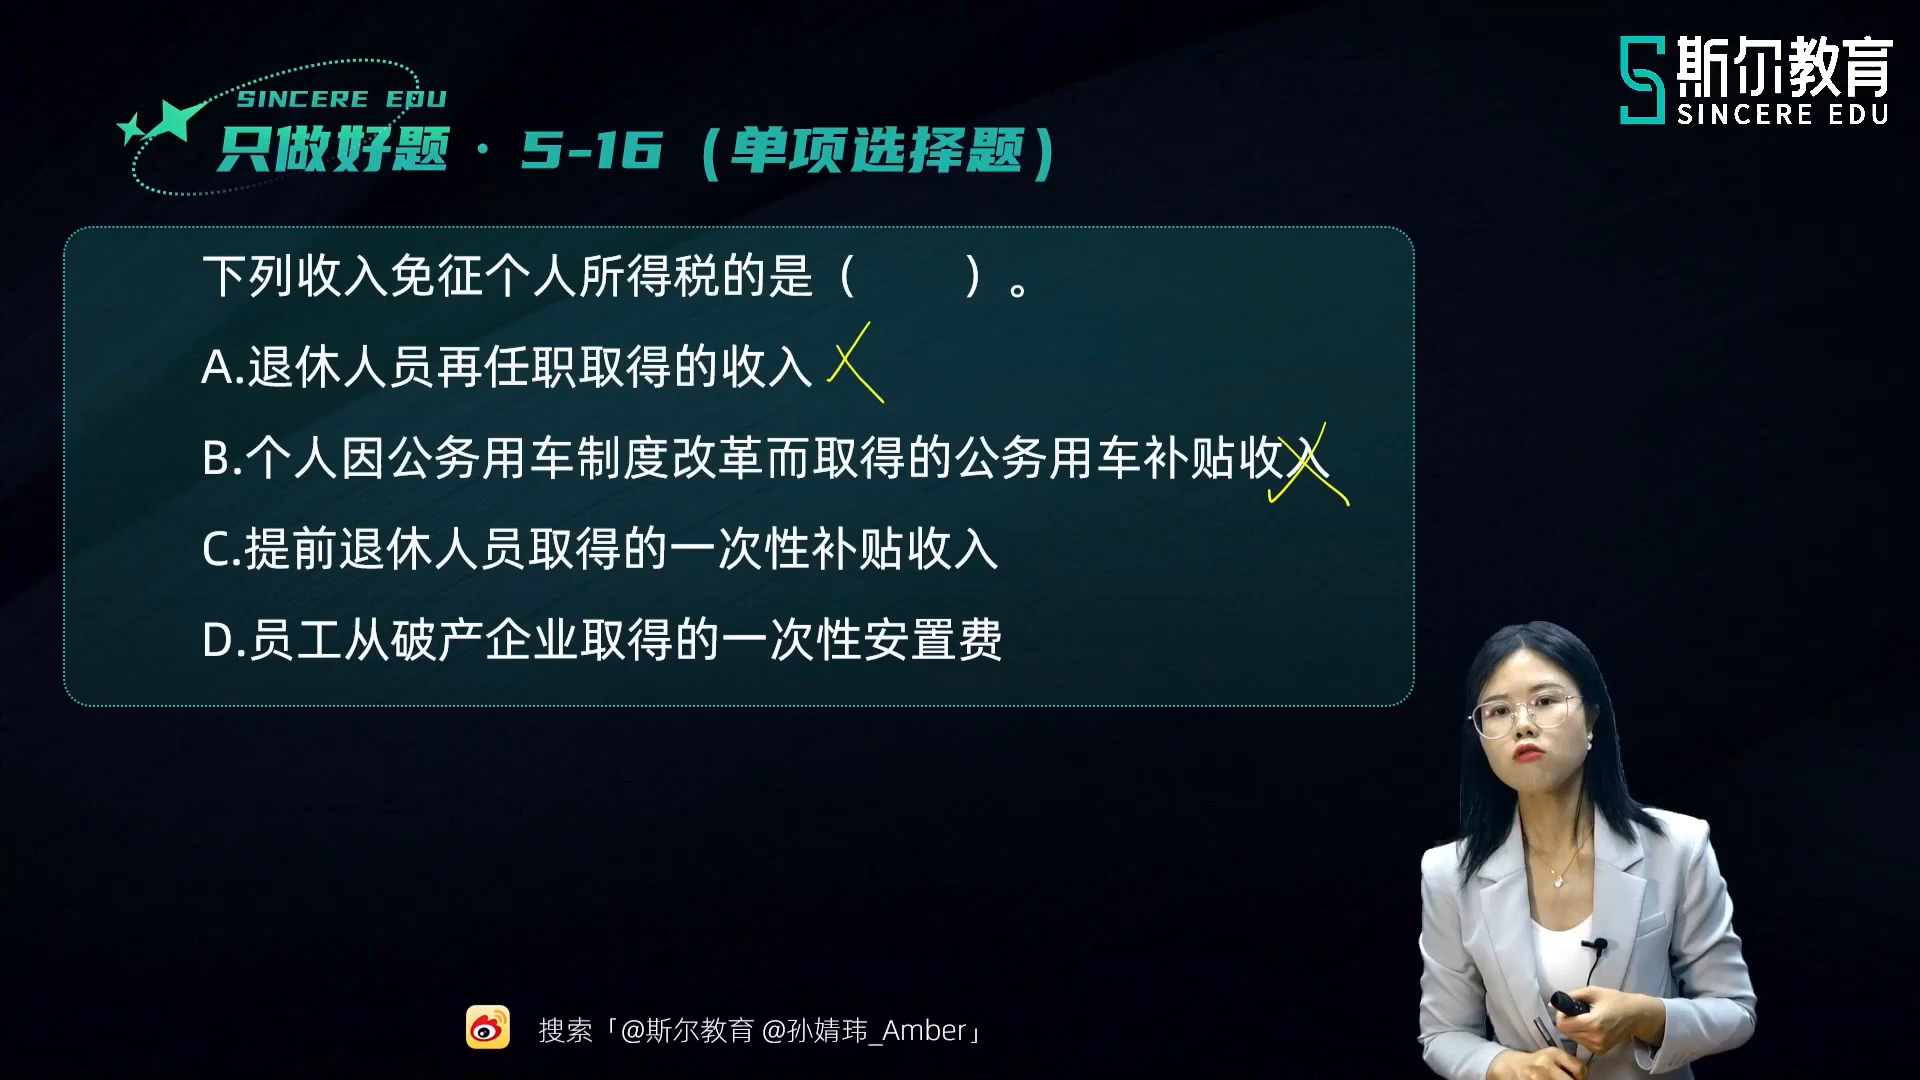 斯尔教育
SINCERE EDU
SINCERE EDU
只做好题·5-16（单项选择题）
下列收入免征个人所得税的是（　　）。
A.退休人员再任职取得的收入
B.个人因公务用车制度改革而取得的公务用车补贴收入
C.提前退休人员取得的一次性补贴收入
D.员工从破产企业取得的一次性安置费
搜索「@斯尔教育 @孙婧玮_Amber」